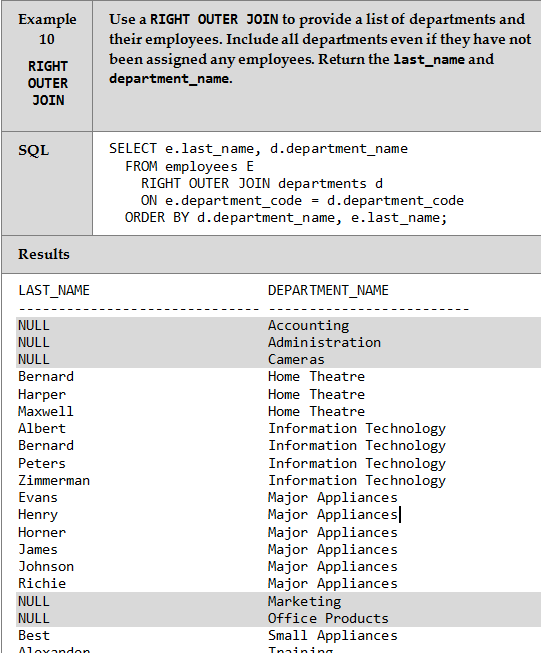 Example 10
RIGHT OUTER JOIN
Use a RIGHT OUTER JOIN to provide a list of departments and
their employees. Include all departments even if they have not
been assigned any employees. Return the last_name and
department_name.
SQL
SELECT e.last_name, d.department_name
FROM employees E
RIGHT OUTER JOIN departments d
ON e.department_code = d.department_code
ORDER BY d.department_name, e.last_name;
Results
LAST_NAME DEPARTMENT_NAME
------------------------------ -------------------------
NULL Accounting
NULL Administration
NULL Cameras
Bernard Home Theatre
Harper Home Theatre
Maxwell Home Theatre
Albert Information Technology
Bernard Information Technology
Peters Information Technology
Zimmerman Information Technology
Evans Major Appliances
Henry Major Appliances
Horner Major Appliances
James Major Appliances
Johnson Major Appliances
Richie Major Appliances
NULL Marketing
NULL Office Products
Best Small Appliances
Alexander Training